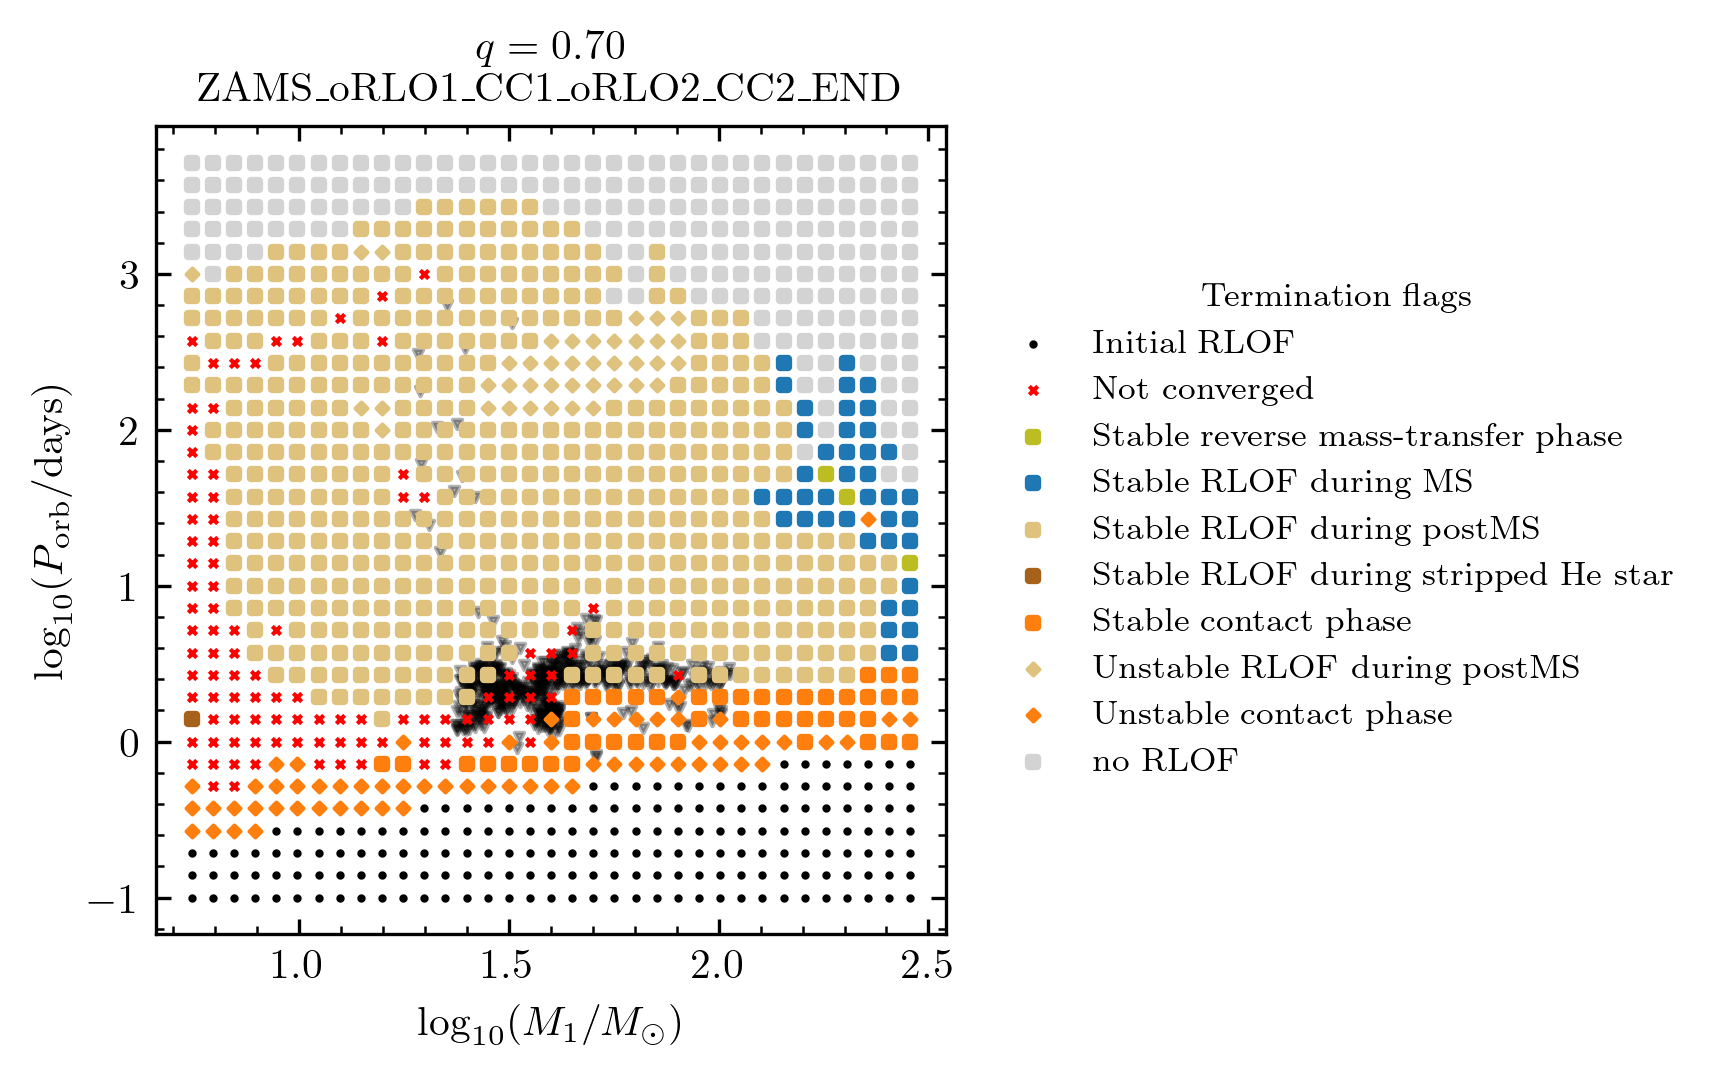 q = 0.70
ZAMS_oRLO1_CC1_oRLO2_CC2_END
log₁₀(P_orb/days)
3
2
1
0
−1
1.0 1.5 2.0 2.5
log₁₀(M₁/M_⊙)
Termination flags
Initial RLOF
Not converged
Stable reverse mass-transfer phase
Stable RLOF during MS
Stable RLOF during postMS
Stable RLOF during stripped He star
Stable contact phase
Unstable RLOF during postMS
Unstable contact phase
no RLOF